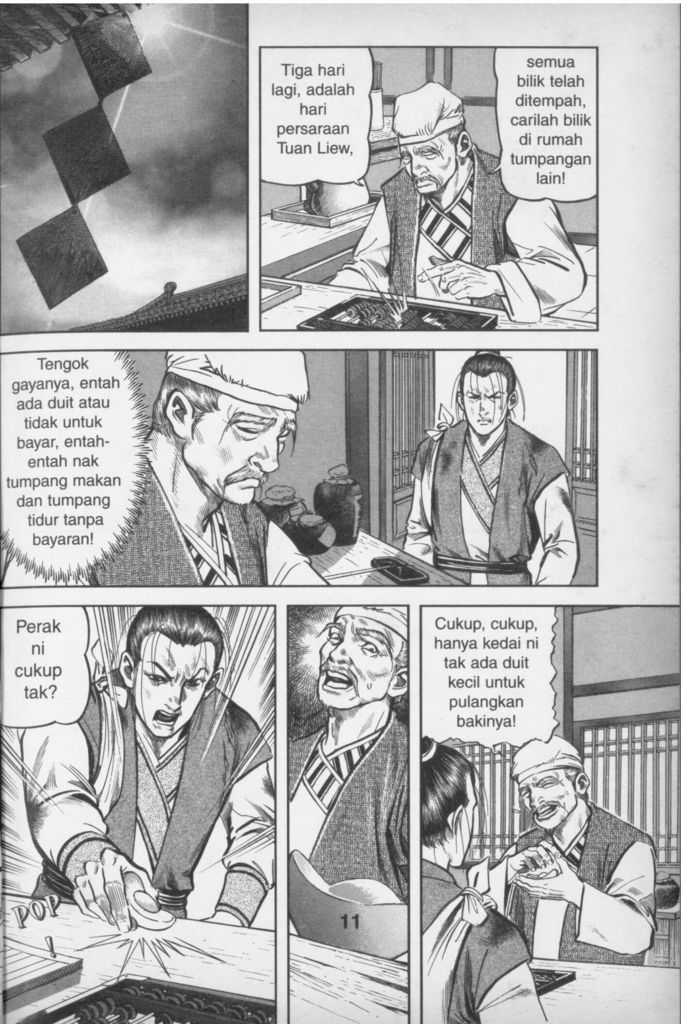 Tiga hari
lagi, adalah
hari
persaraan
Tuan Liew,
semua
bilik telah
ditempah,
carilah bilik
di rumah
tumpangan
lain!
Tengok
gayanya, entah
ada duit atau
tidak untuk
bayar, entah-
entah nak
tumpang makan
dan tumpang
tidur tanpa
bayaran!
Perak
ni
cukup
tak?
POP
!
Cukup, cukup,
hanya kedai ni
tak ada duit
kecil untuk
pulangkan
bakinya!
11